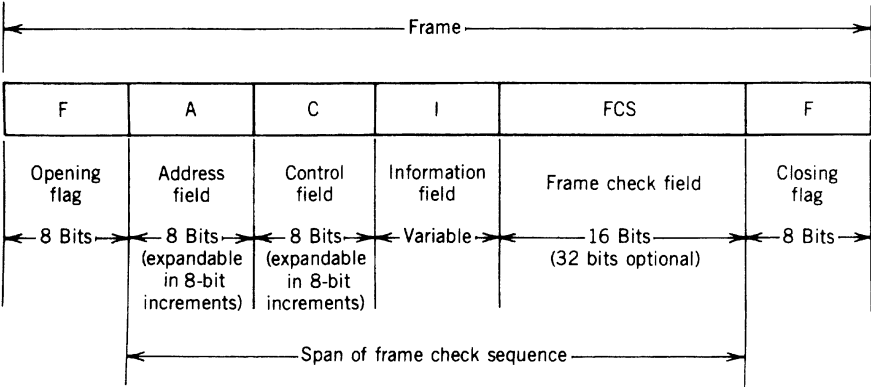 Frame
F A C I FCS F
Opening flag
Address field
Control field
Information field
Frame check field
Closing flag
8 Bits
8 Bits
(expandable
in 8-bit
increments)
8 Bits
(expandable
in 8-bit
increments)
Variable
16 Bits
(32 bits optional)
8 Bits
Span of frame check sequence